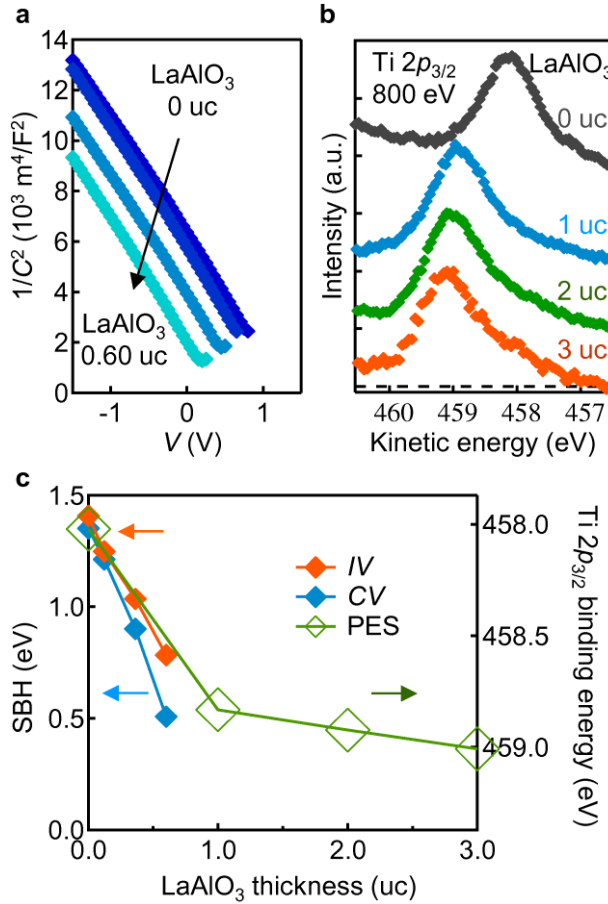 a
14
12
10
8
6
4
2
0
1/C² (10³ m⁴/F²)
LaAlO₃
0 uc
LaAlO₃
0.60 uc
-1
0
1
V (V)
b
Ti 2p₃/₂
800 eV
LaAlO₃
0 uc
1 uc
2 uc
3 uc
Intensity (a.u.)
460
459
458
457
Kinetic energy (eV)
c
1.5
1.0
0.5
0.0
SBH (eV)
IV
CV
PES
458.0
458.5
459.0
Ti 2p₃/₂ binding energy (eV)
0.0
1.0
2.0
3.0
LaAlO₃ thickness (uc)